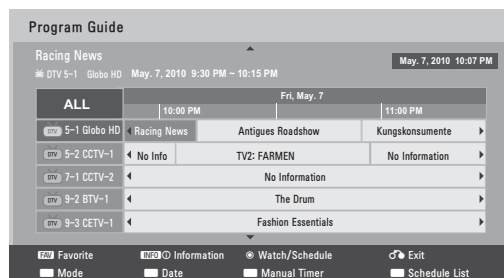 Program Guide
Racing News
DTV 5-1 Globo HD May. 7, 2010 9:30 PM ~ 10:15 PM
May. 7, 2010 10:07 PM
ALL
Fri, May. 7
10:00 PM 11:00 PM
DTV 5-1 Globo HD Racing News Antigues Roadshow Kungskonsumente
DTV 5-2 CCTV-1 No Info TV2: FARMEN No Information
DTV 7-1 CCTV-2 No Information
DTV 9-2 BTV-1 The Drum
DTV 9-3 CETV-1 Fashion Essentials
FAV Favorite INFO Information Watch/Schedule Exit
Mode Date Manual Timer Schedule List